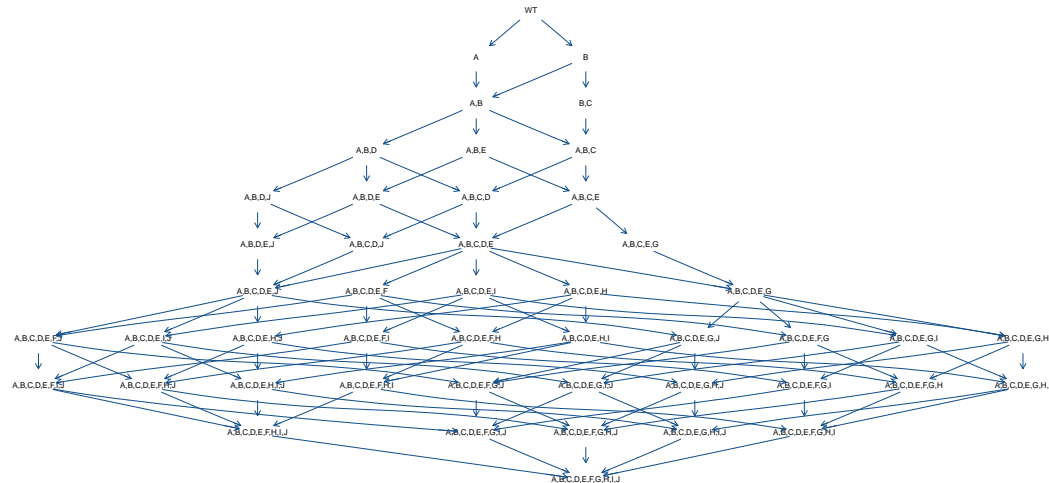 WT
A
B
A,B
B,C
A,B,D
A,B,E
A,B,C
A,B,D,J
A,B,D,E
A,B,C,D
A,B,C,E
A,B,D,E,J
A,B,C,D,J
A,B,C,D,E
A,B,C,E,G
A,B,C,D,E,J
A,B,C,D,E,F
A,B,C,D,E,I
A,B,C,D,E,H
A,B,C,D,E,G
A,B,C,D,E,F,J
A,B,C,D,E,I,J
A,B,C,D,E,H,J
A,B,C,D,E,F,I
A,B,C,D,E,F,H
A,B,C,D,E,H,I
A,B,C,D,E,G,J
A,B,C,D,E,F,G
A,B,C,D,E,G,I
A,B,C,D,E,G,H
A,B,C,D,E,F,I,J
A,B,C,D,E,F,H,J
A,B,C,D,E,H,I,J
A,B,C,D,E,F,H,I
A,B,C,D,E,F,G,J
A,B,C,D,E,G,I,J
A,B,C,D,E,G,H,J
A,B,C,D,E,F,G,I
A,B,C,D,E,F,G,H
A,B,C,D,E,G,H,
A,B,C,D,E,F,H,I,J
A,B,C,D,E,F,G,I,J
A,B,C,D,E,F,G,H,J
A,B,C,D,E,G,H,I,J
A,B,C,D,E,F,G,H,I
A,B,C,D,E,F,G,H,I,J